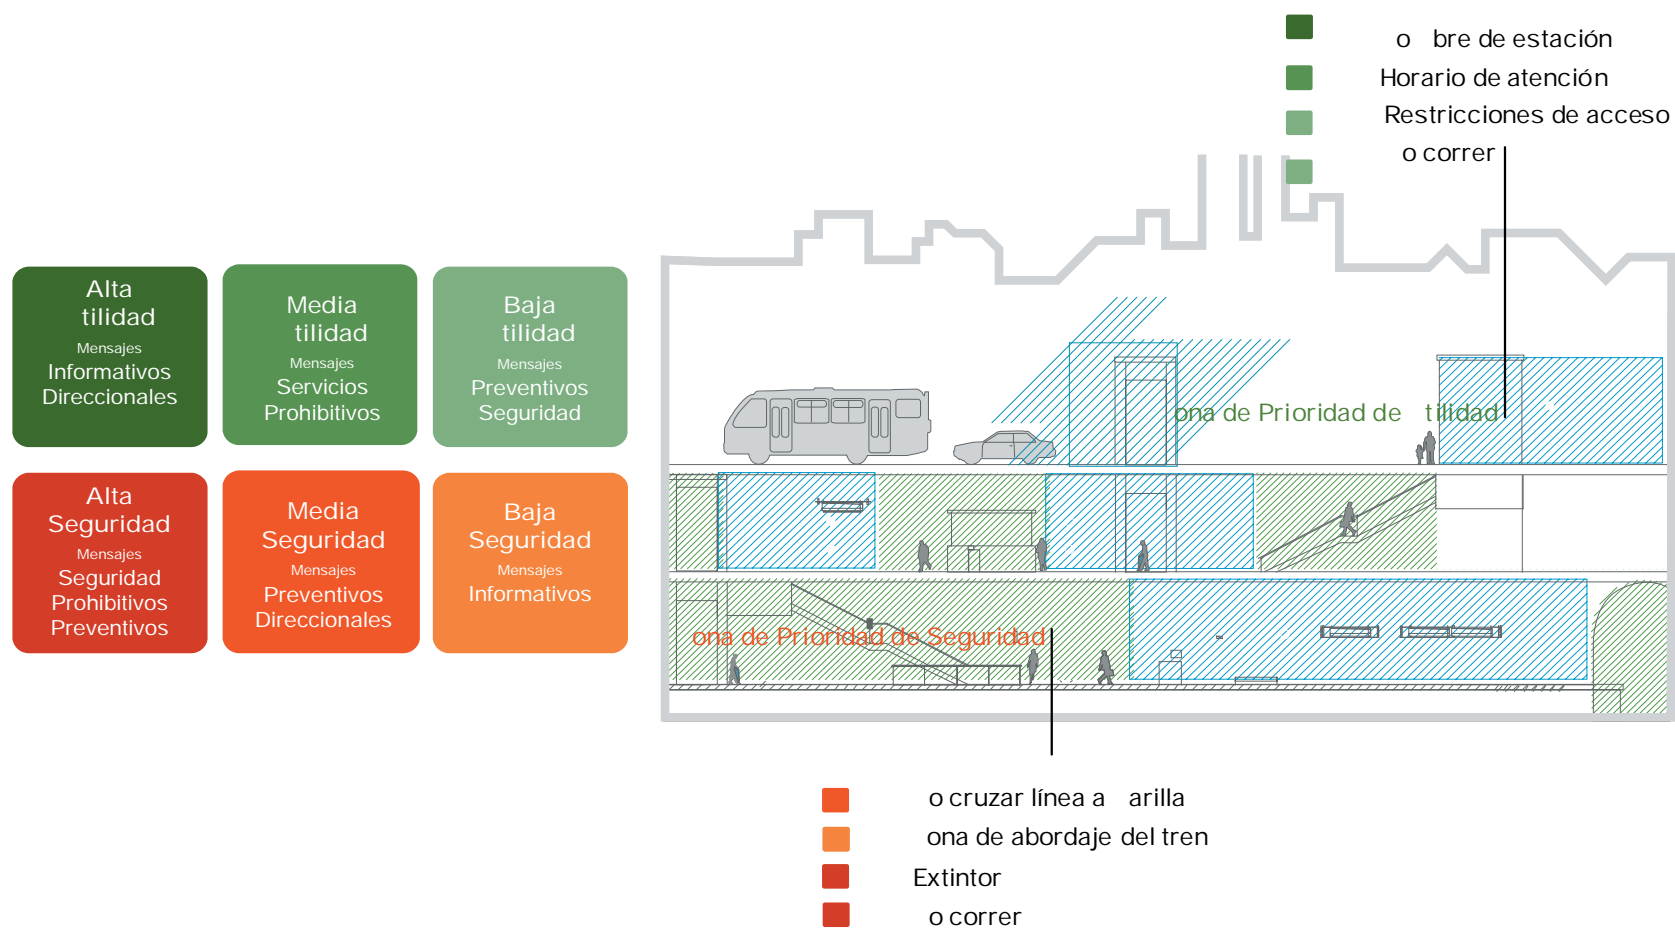 o bre de estación
Horario de atención
Restricciones de acceso
o correr
Alta
tilidad
Mensajes
Informativos
Direccionales
Media
tilidad
Mensajes
Servicios
Prohibitivos
Baja
tilidad
Mensajes
Preventivos
Seguridad
Alta
Seguridad
Mensajes
Seguridad
Prohibitivos
Preventivos
Media
Seguridad
Mensajes
Preventivos
Direccionales
Baja
Seguridad
Mensajes
Informativos
ona de Prioridad de tilidad
ona de Prioridad de Seguridad
o cruzar línea a arilla
ona de abordaje del tren
Extintor
o correr